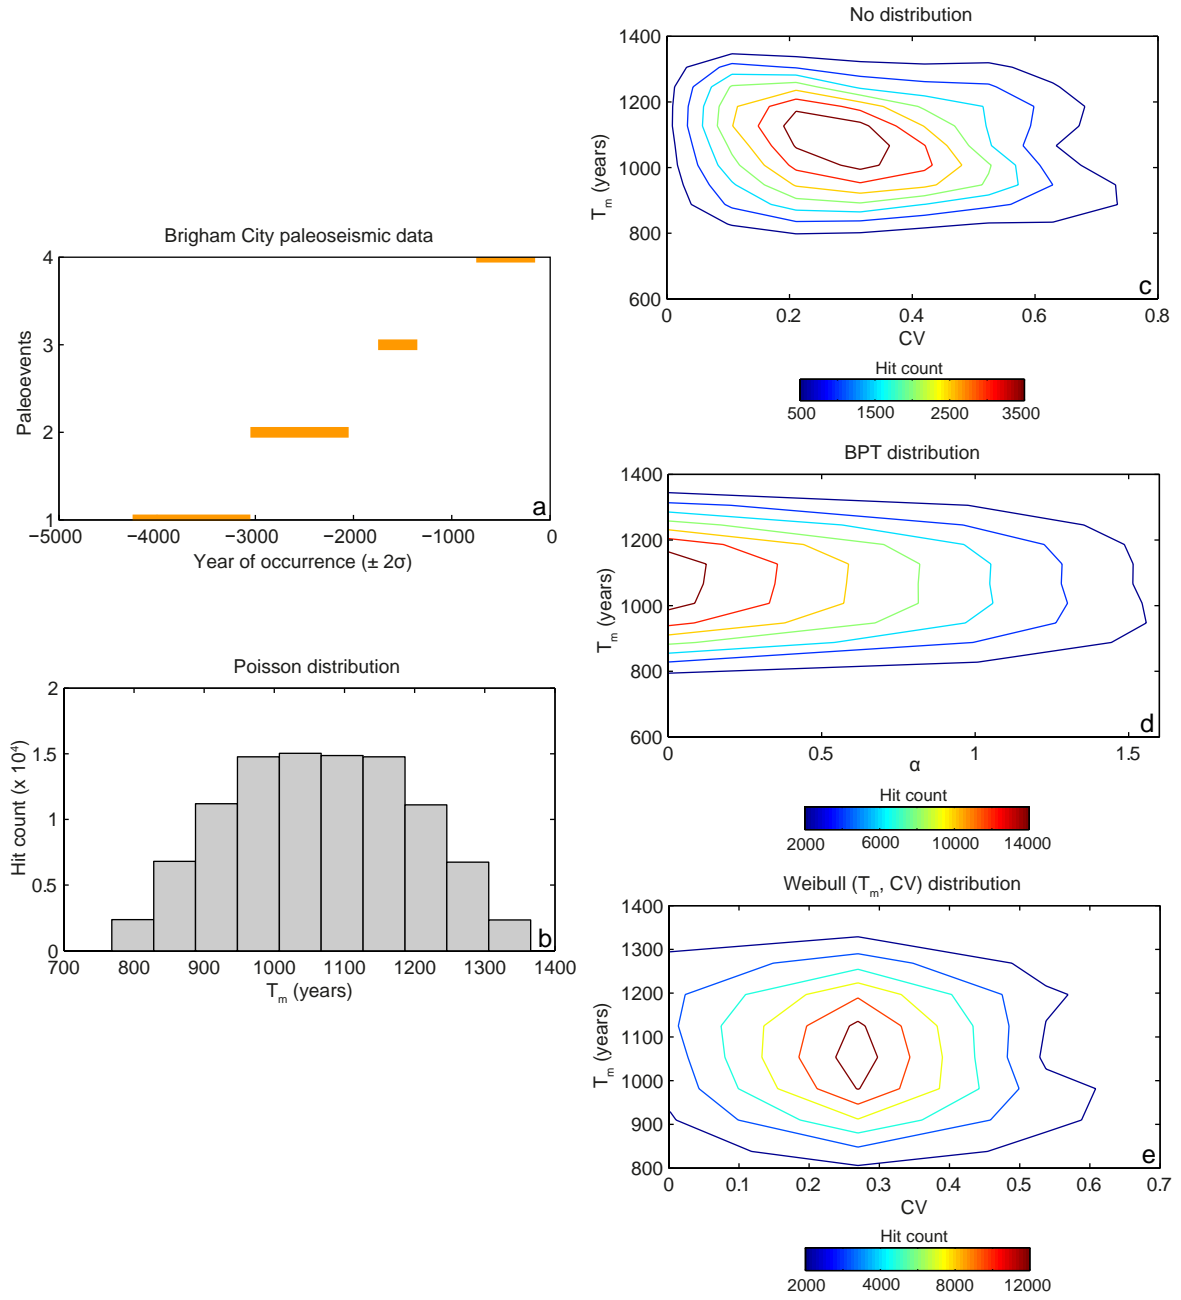 Brigham City paleoseismic data
4
3
2
1
Paleoevents
−5000 −4000 −3000 −2000 −1000 0
Year of occurrence (± 2σ)
a
Poisson distribution
2
1.5
1
0.5
0
Hit count (x 10⁴)
700 800 900 1000 1100 1200 1300 1400
Tₘ (years)
b
No distribution
1400
1200
1000
800
600
Tₘ (years)
0 0.2 0.4 0.6 0.8
CV
c
Hit count
500 1500 2500 3500
BPT distribution
1400
1200
1000
800
600
Tₘ (years)
0 0.5 1 1.5
α
d
Hit count
2000 6000 10000 14000
Weibull (Tₘ, CV) distribution
1400
1300
1200
1100
1000
900
800
Tₘ (years)
0 0.1 0.2 0.3 0.4 0.5 0.6 0.7
CV
e
Hit count
2000 4000 8000 12000